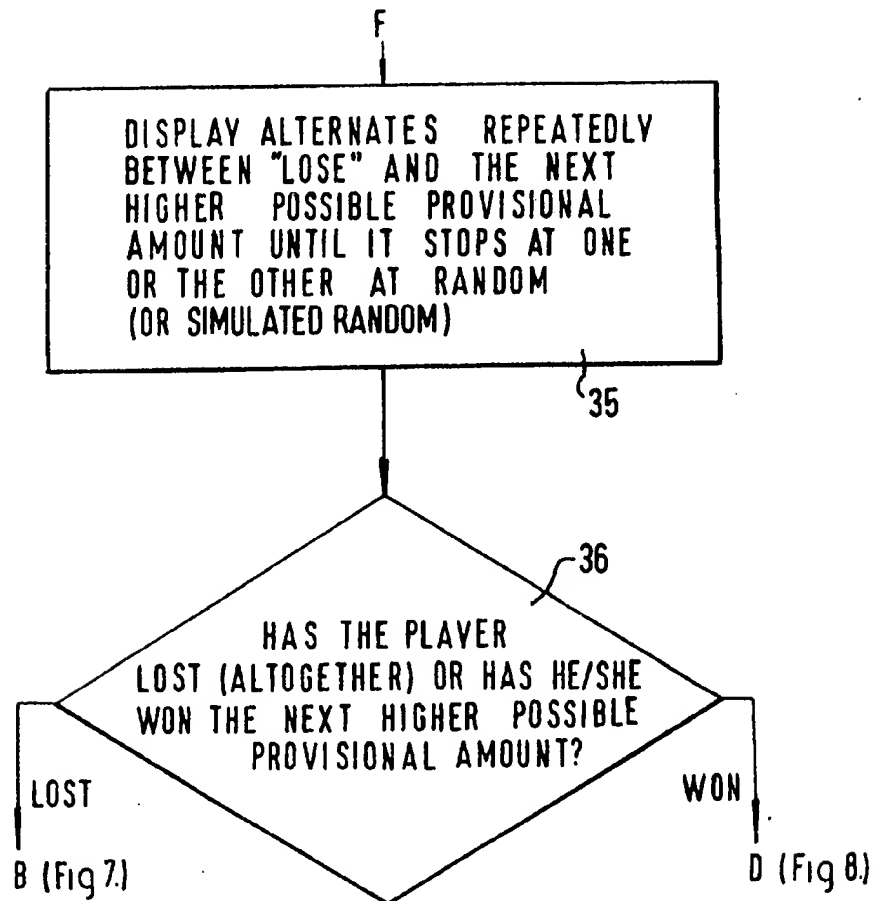 F
DISPLAY ALTERNATES REPEATEDLY
BETWEEN "LOSE" AND THE NEXT
HIGHER POSSIBLE PROVISIONAL
AMOUNT UNTIL IT STOPS AT ONE
OR THE OTHER AT RANDOM
(OR SIMULATED RANDOM)
35
36
HAS THE PLAYER
LOST (ALTOGETHER) OR HAS HE/SHE
WON THE NEXT HIGHER POSSIBLE
PROVISIONAL AMOUNT?
LOST
WON
B (Fig 7.)
D (Fig 8.)